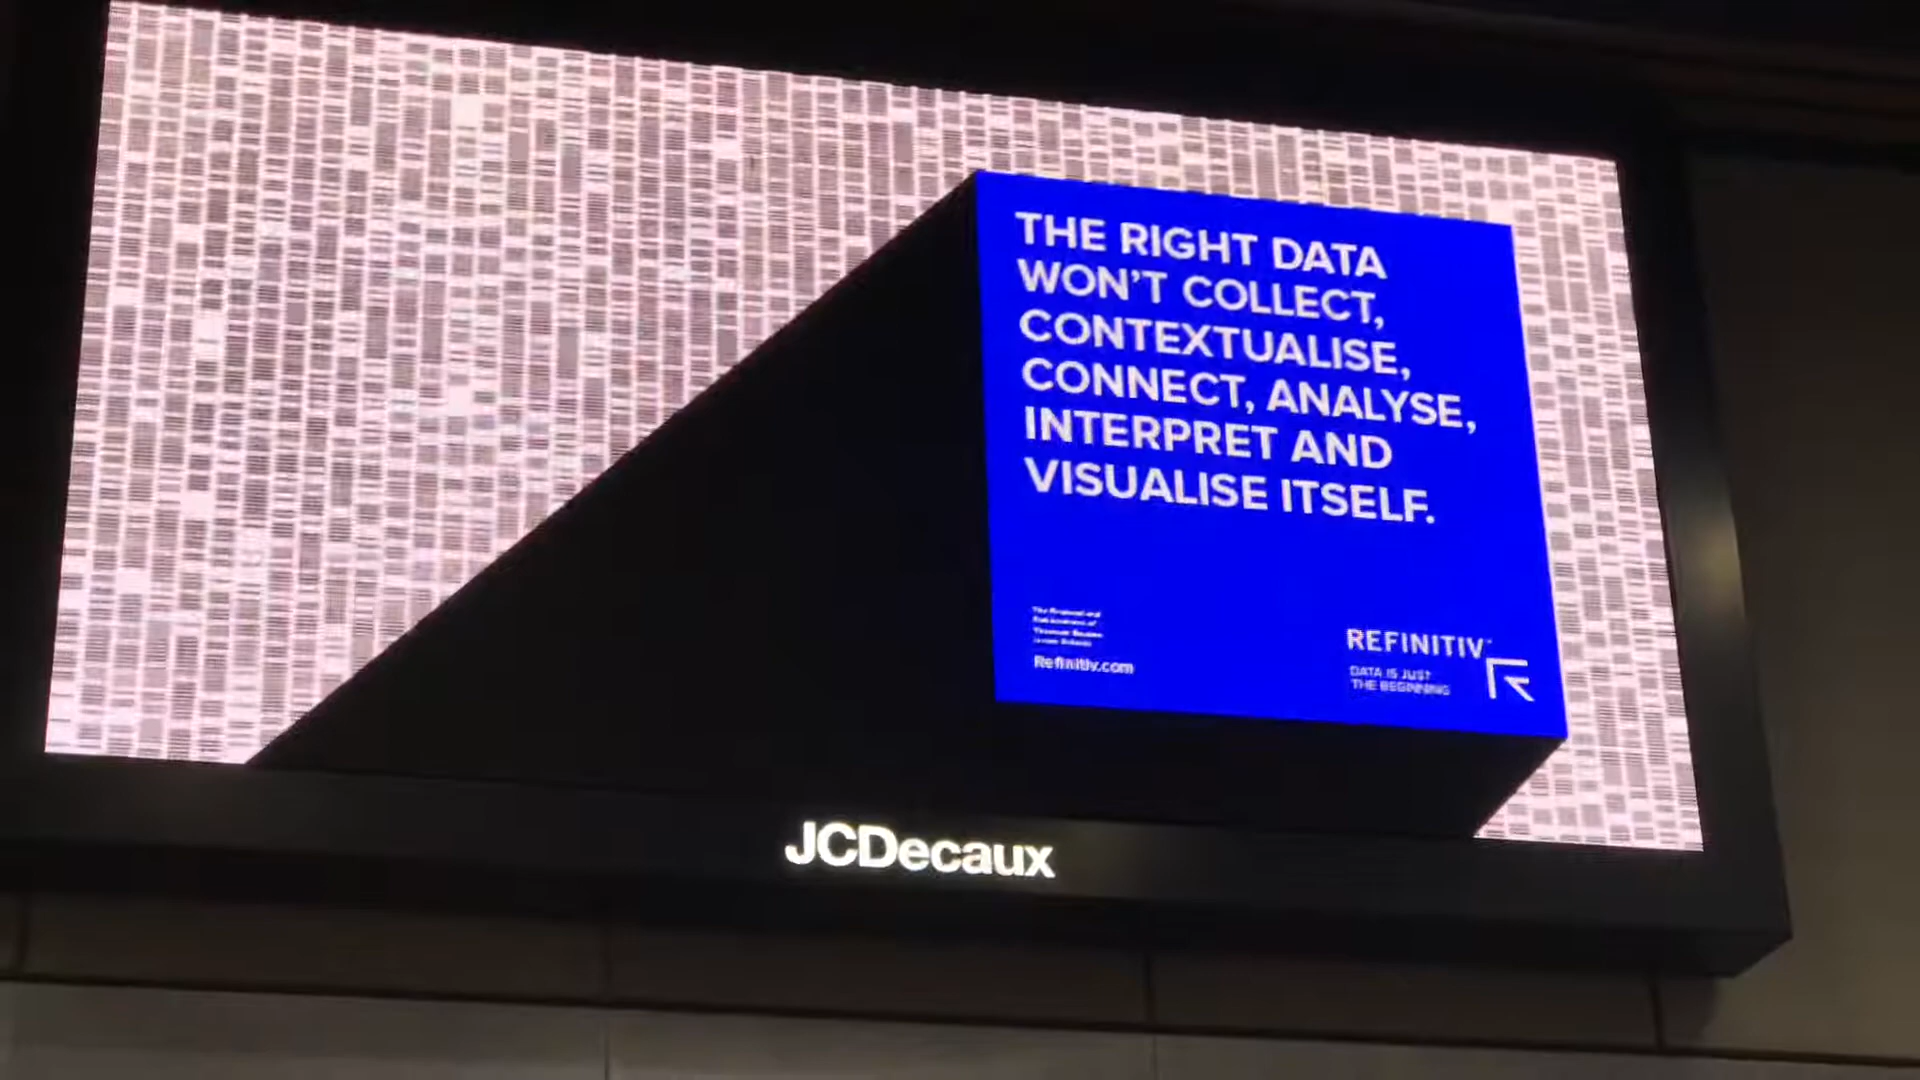 THE RIGHT DATA
WON'T COLLECT,
CONTEXTUALISE,
CONNECT, ANALYSE,
INTERPRET AND
VISUALISE ITSELF.
Refinitiv.com
REFINITIV™
DATA IS JUST
THE BEGINNING
JCDecaux